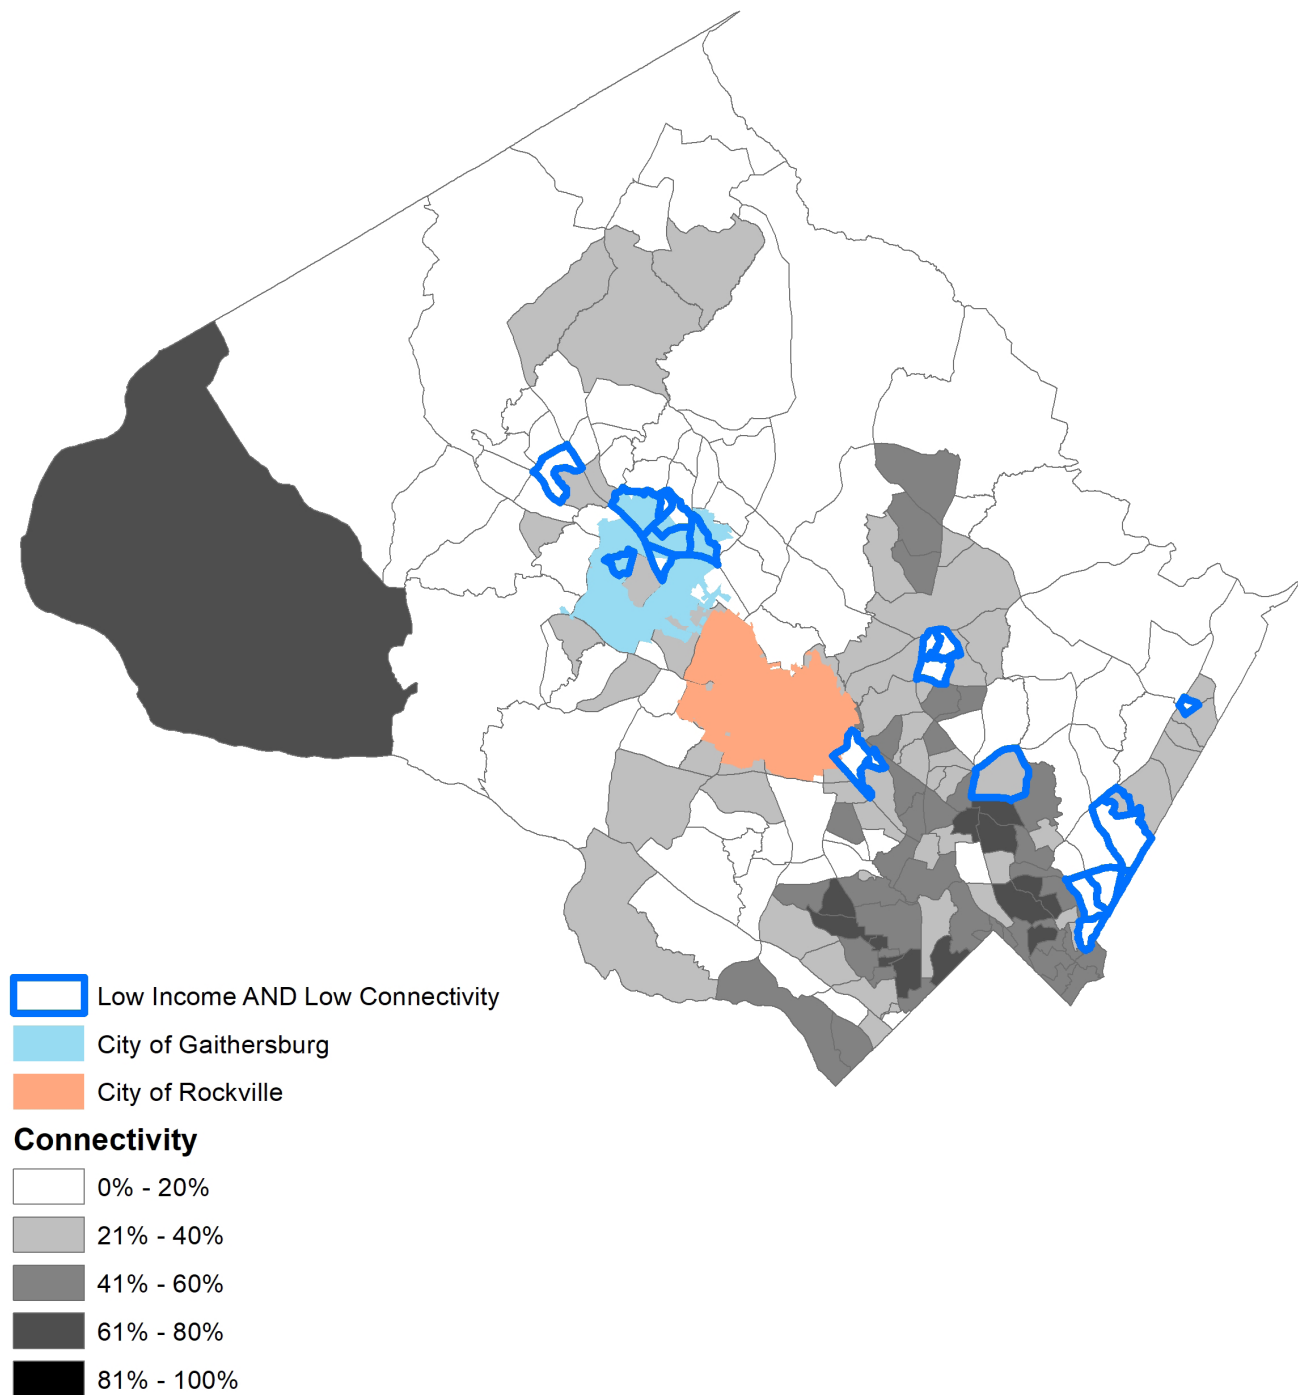 Low Income AND Low Connectivity
City of Gaithersburg
City of Rockville
Connectivity
0% - 20%
21% - 40%
41% - 60%
61% - 80%
81% - 100%